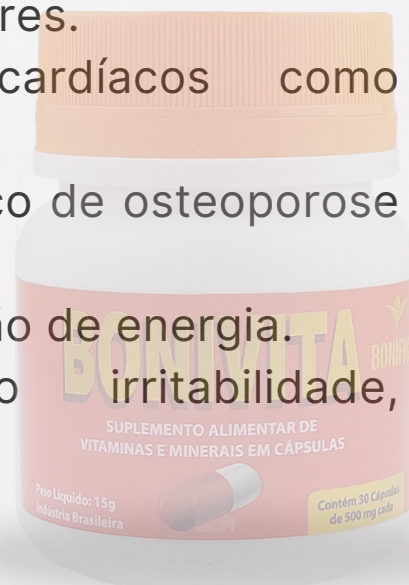 res.
cardíacos como
co de osteoporose
ão de energia.
o irritabilidade,
BONIVITA
SUPLEMENTO ALIMENTAR DE
VITAMINAS E MINERAIS EM CÁPSULAS
Peso Líquido: 15g
Indústria Brasileira
Contém 30 Cápsulas
de 500 mg cada